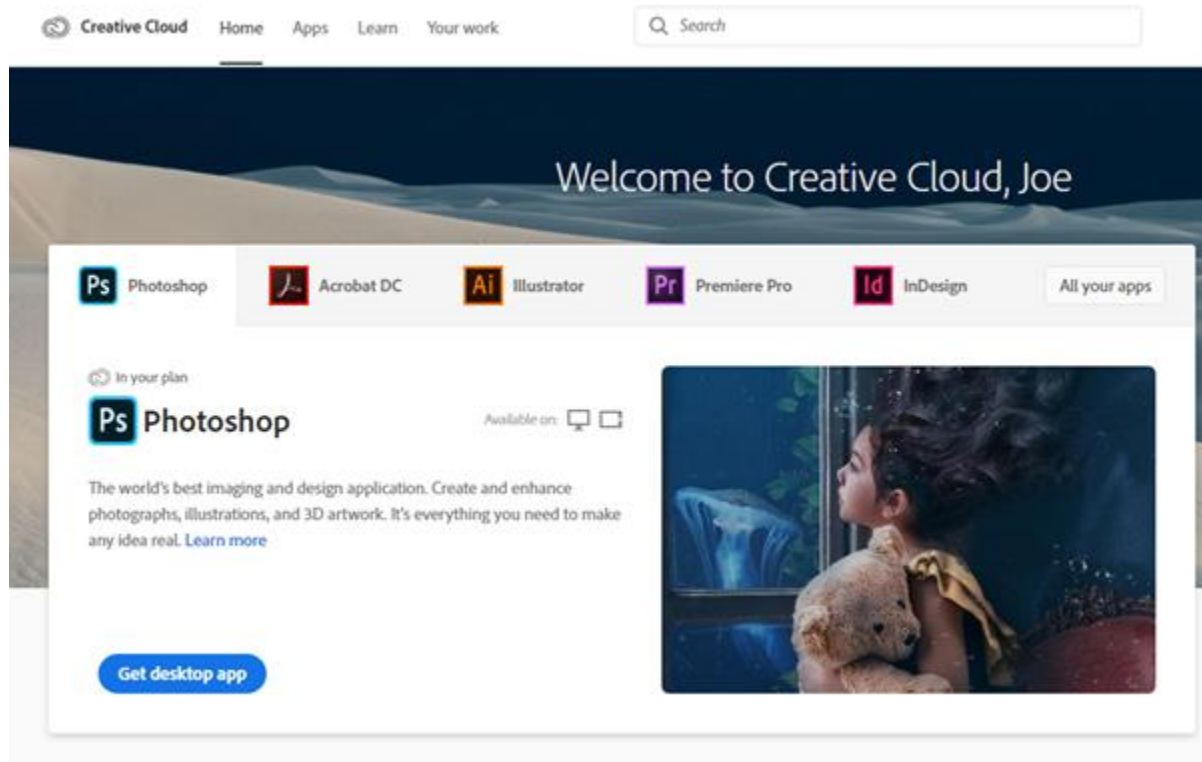 Creative Cloud Home Apps Learn Your work Search
Welcome to Creative Cloud, Joe
Ps Photoshop Acrobat DC Ai Illustrator Pr Premiere Pro Id InDesign All your apps
In your plan
Ps Photoshop Available on:
The world's best imaging and design application. Create and enhance
photographs, illustrations, and 3D artwork. It's everything you need to make
any idea real. Learn more
Get desktop app